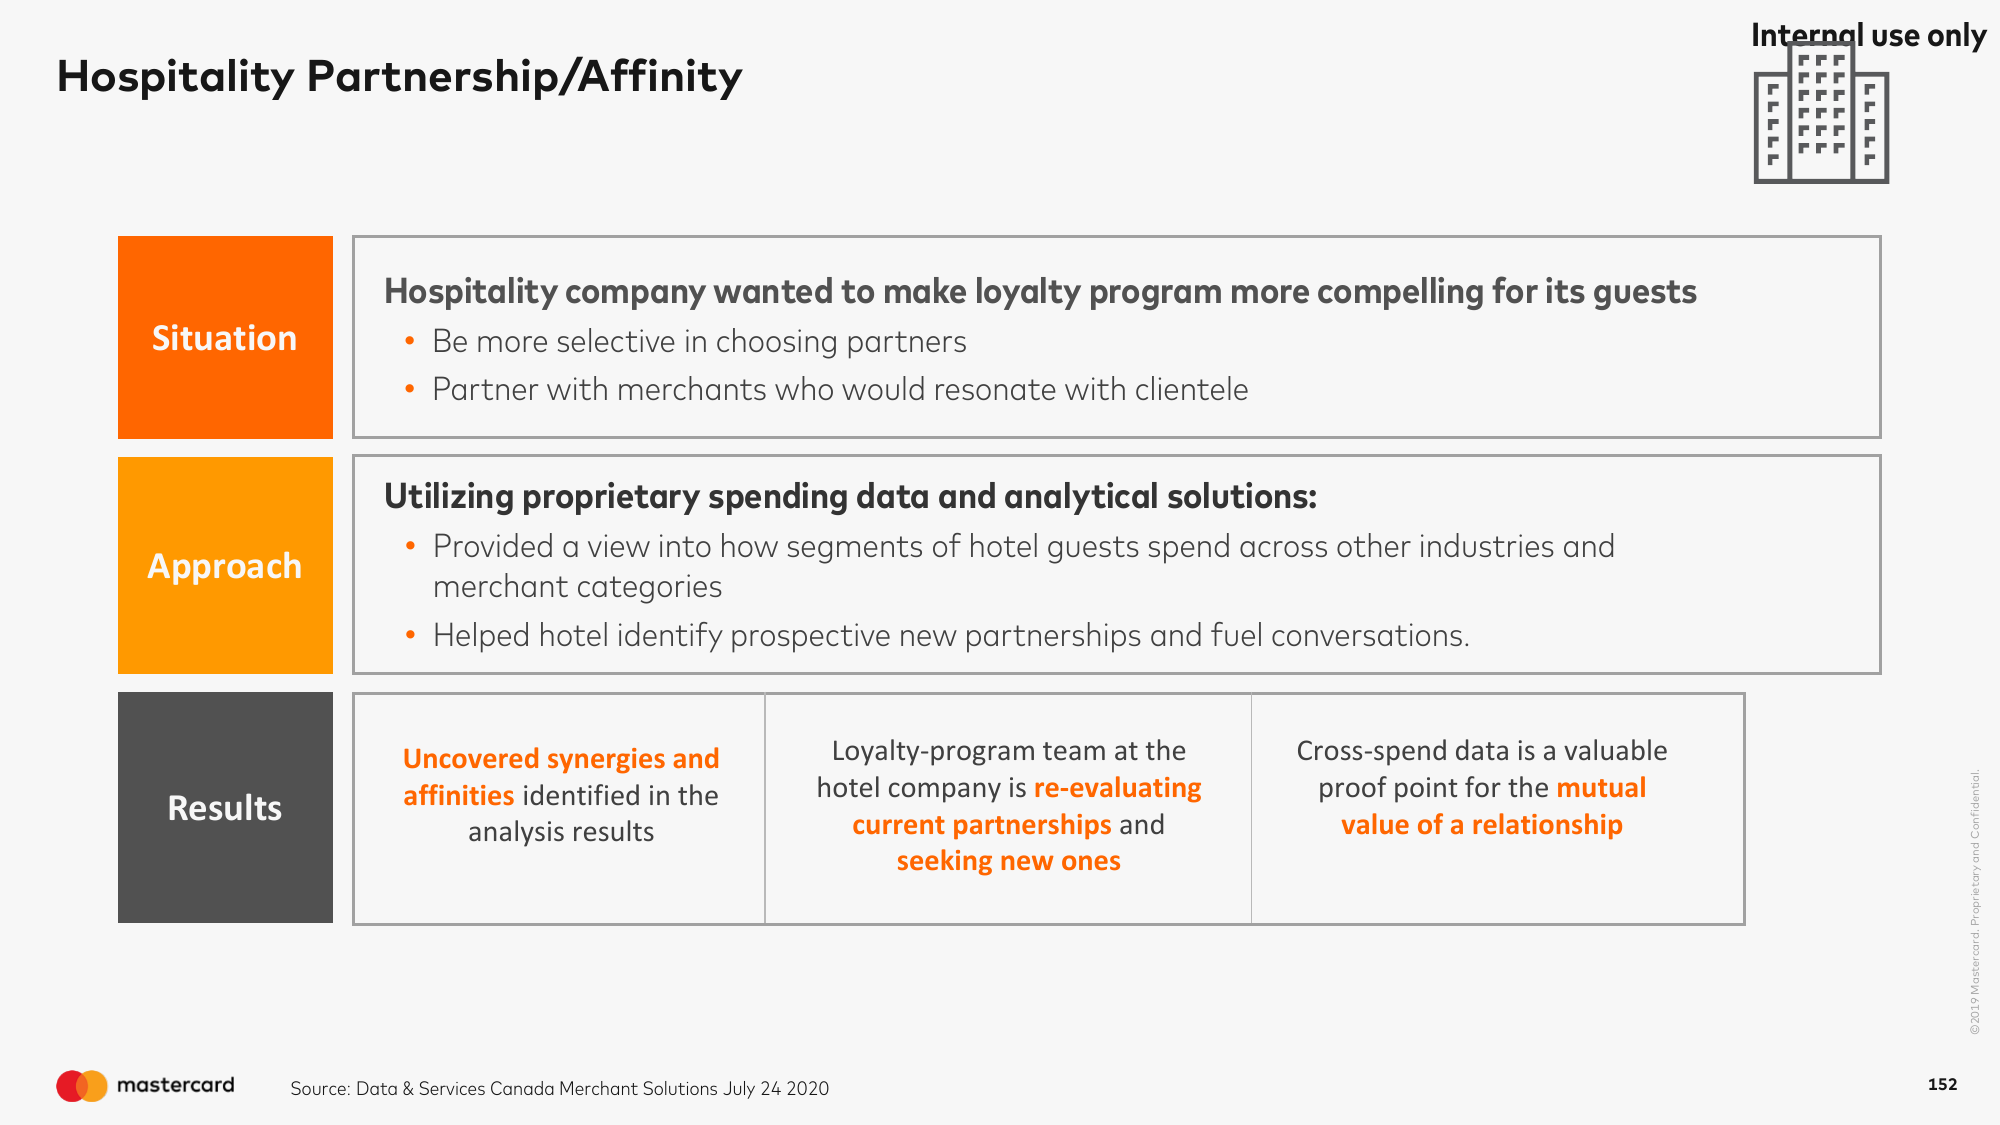 Internal use only
Hospitality Partnership/Affinity
Situation
Hospitality company wanted to make loyalty program more compelling for its guests
• Be more selective in choosing partners
• Partner with merchants who would resonate with clientele
Approach
Utilizing proprietary spending data and analytical solutions:
• Provided a view into how segments of hotel guests spend across other industries and
merchant categories
• Helped hotel identify prospective new partnerships and fuel conversations.
Results
Uncovered synergies and
affinities identified in the
analysis results
Loyalty-program team at the
hotel company is re-evaluating
current partnerships and
seeking new ones
Cross-spend data is a valuable
proof point for the mutual
value of a relationship
©2019 Mastercard. Proprietary and Confidential.
mastercard
Source: Data & Services Canada Merchant Solutions July 24 2020
152